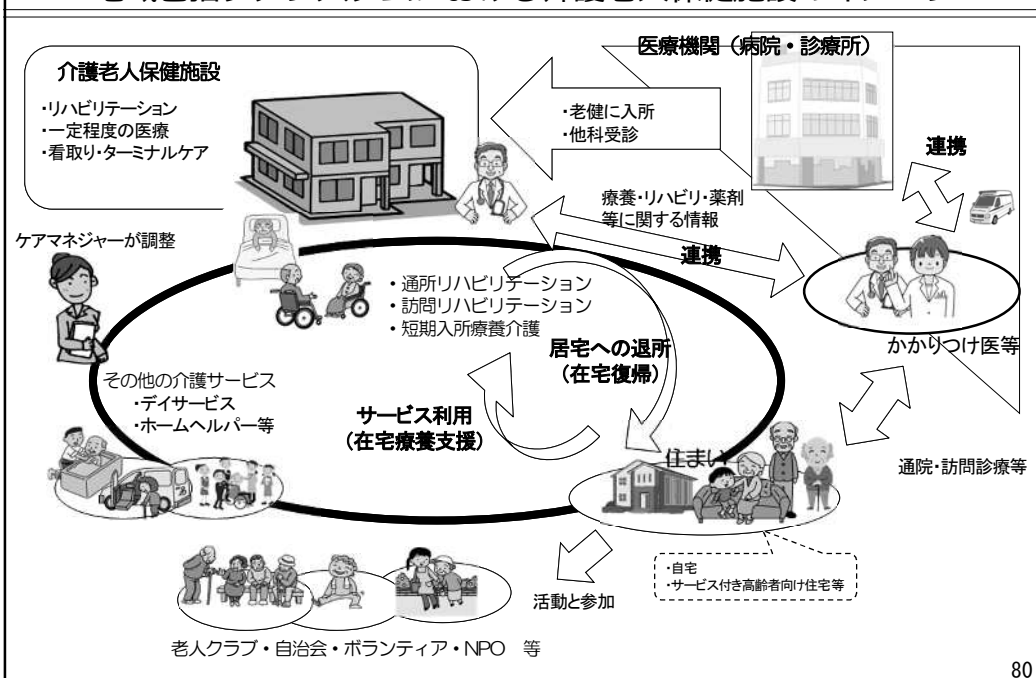 介護老人保健施設
・リハビリテーション
・一定程度の医療
・看取り・ターミナルケア
医療機関（病院・診療所）
・老健に入所
・他科受診
連携
療養・リハビリ・薬剤
等に関する情報
連携
ケアマネジャーが調整
・通所リハビリテーション
・訪問リハビリテーション
・短期入所療養介護
かかりつけ医等
居宅への退所
（在宅復帰）
その他の介護サービス
・デイサービス
・ホームヘルパー等
サービス利用
（在宅療養支援）
住まい
通院・訪問診療等
・自宅
・サービス付き高齢者向け住宅等
活動と参加
老人クラブ・自治会・ボランティア・NPO　等
80